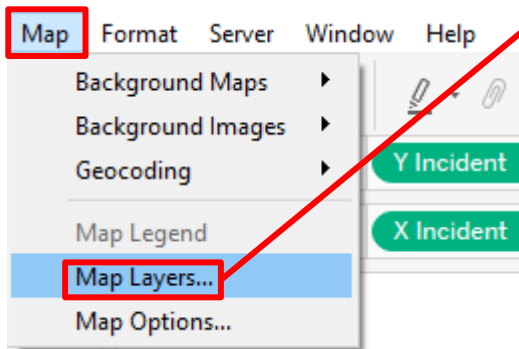 Map Format Server Window Help
Background Maps
Background Images
Geocoding
Y Incident
Map Legend
X Incident
Map Layers...
Map Options...